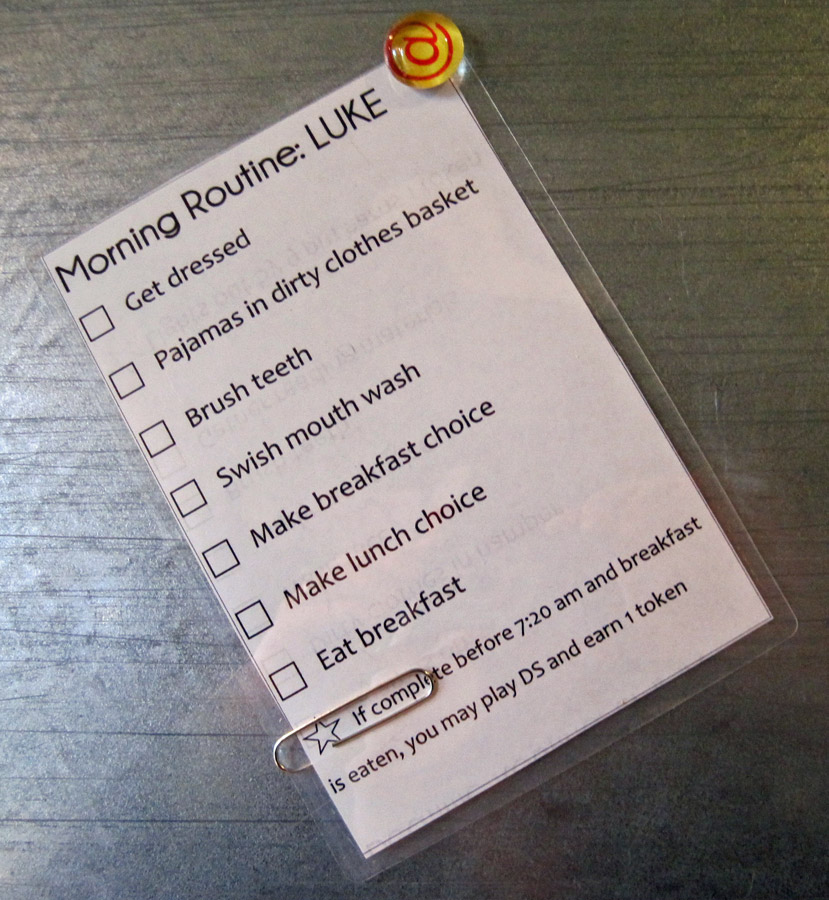 @
Morning Routine: LUKE
Get dressed
Pajamas in dirty clothes basket
Brush teeth
Swish mouth wash
Make breakfast choice
Make lunch choice
Eat breakfast
If complete before 7:20 am and breakfast
is eaten, you may play DS and earn 1 token